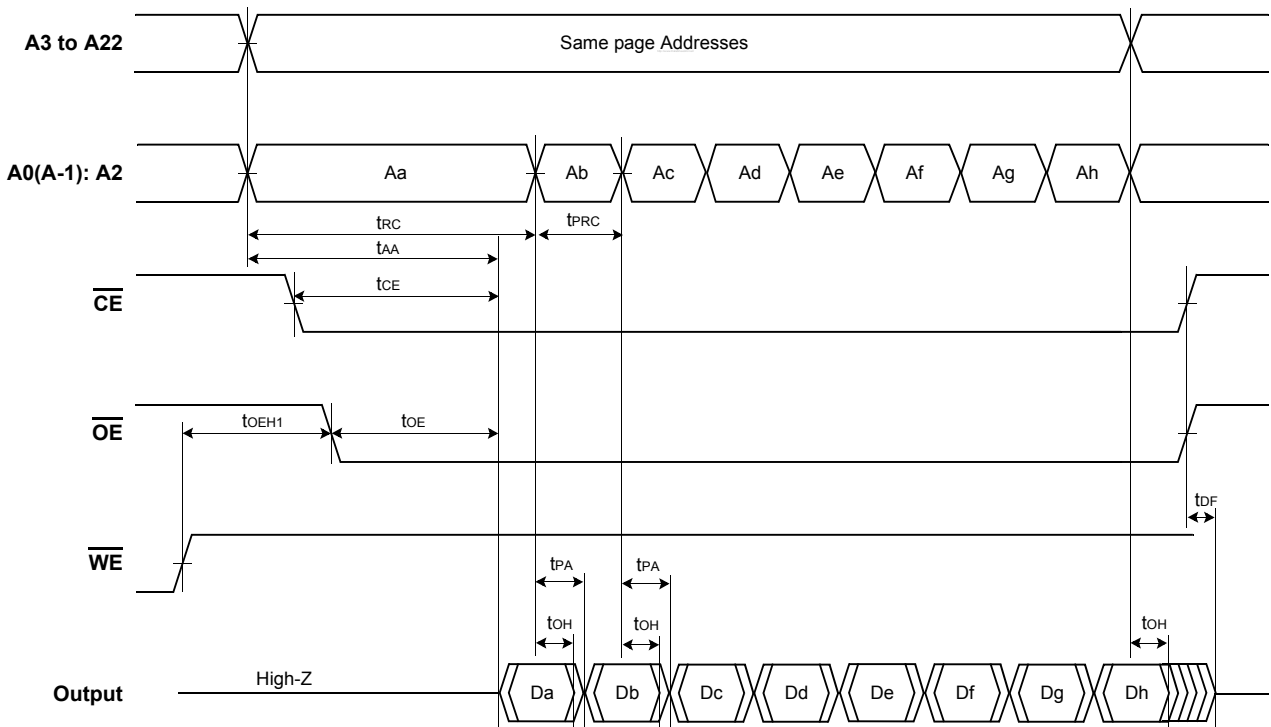 A3 to A22
Same page Addresses
A0(A-1): A2
Aa
Ab
Ac
Ad
Ae
Af
Ag
Ah
tRC
tPRC
tAA
CE
tCE
OE
tOEH1
tOE
tDF
WE
tPA
tPA
tOH
tOH
tOH
Output
High-Z
Da
Db
Dc
Dd
De
Df
Dg
Dh